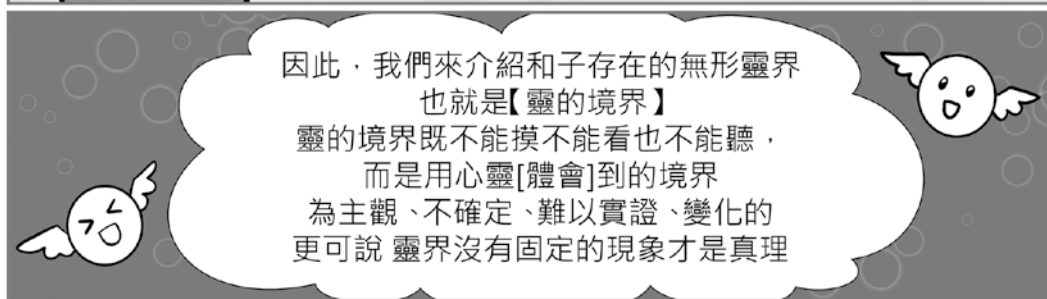 因此，我們來介紹和子存在的無形靈界
也就是【靈的境界】
靈的境界既不能摸不能看也不能聽，
而是用心靈[體會]到的境界
為主觀、不確定、難以實證、變化的
更可說 靈界沒有固定的現象才是真理